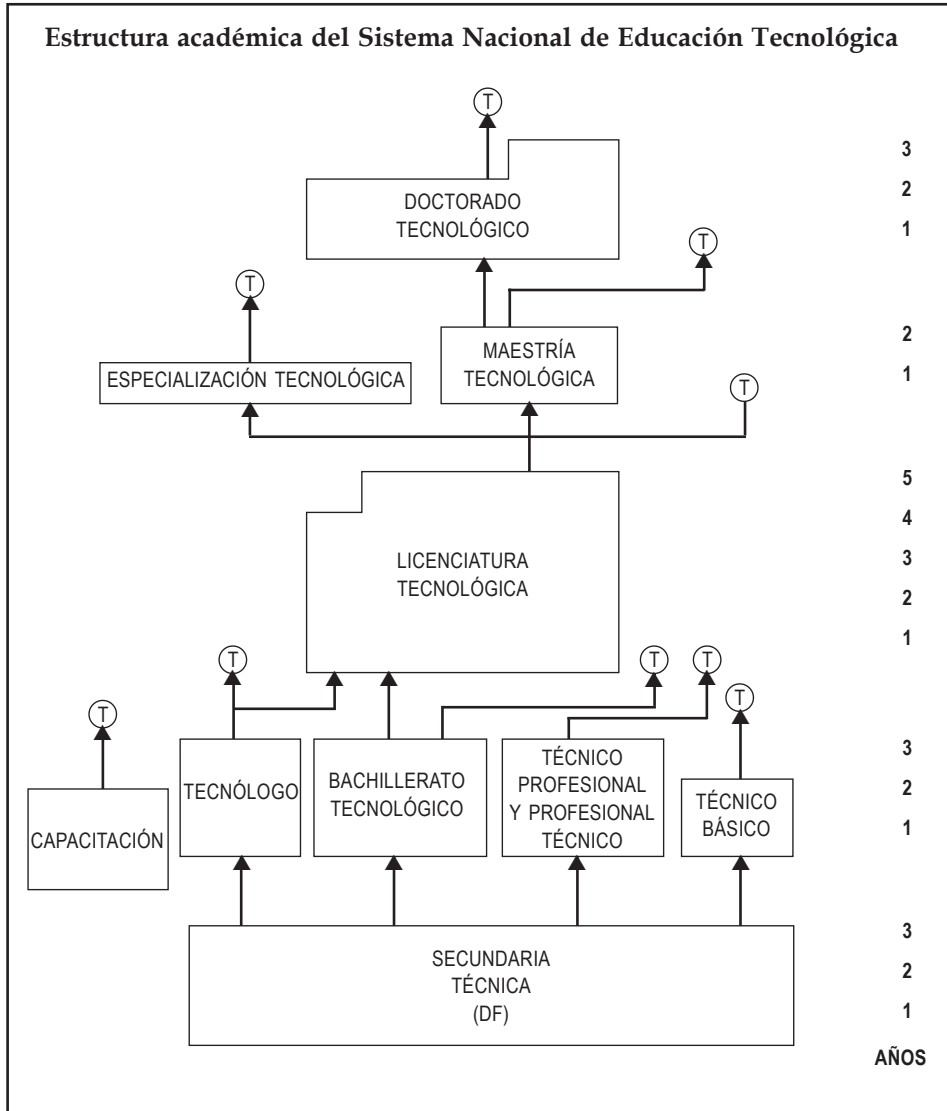 Estructura académica del Sistema Nacional de Educación Tecnológica
T
3
DOCTORADO
TECNOLÓGICO
2
1
T
T
MAESTRÍA
TECNOLÓGICA
2
ESPECIALIZACIÓN TECNOLÓGICA
1
T
5
4
LICENCIATURA
TECNOLÓGICA
3
2
1
T
T
T
T
T
TECNÓLOGO
BACHILLERATO
TECNOLÓGICO
TÉCNICO
PROFESIONAL
Y PROFESIONAL
TÉCNICO
TÉCNICO
BÁSICO
3
2
1
CAPACITACIÓN
SECUNDARIA
TÉCNICA
(DF)
3
2
1
AÑOS